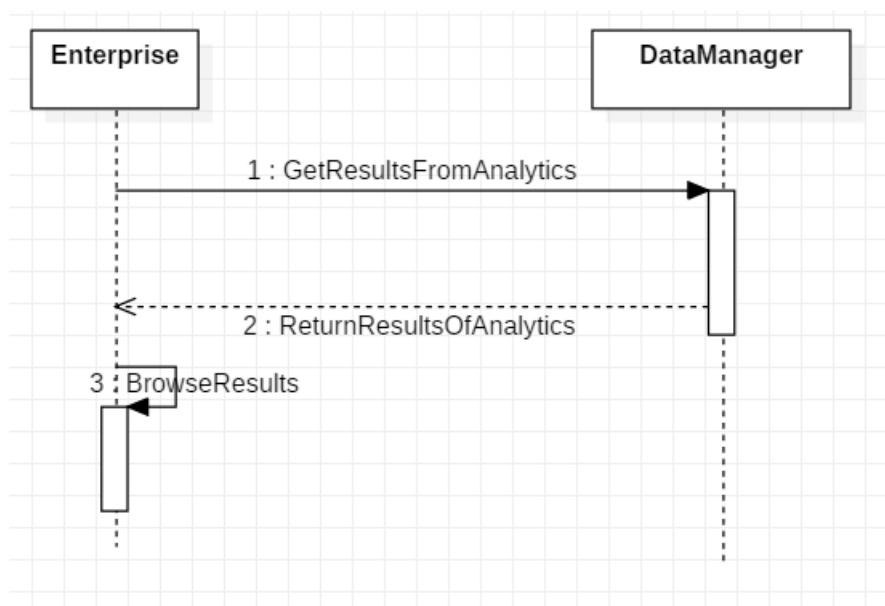 Enterprise
DataManager
1 : GetResultsFromAnalytics
2 : ReturnResultsOfAnalytics
3 : BrowseResults